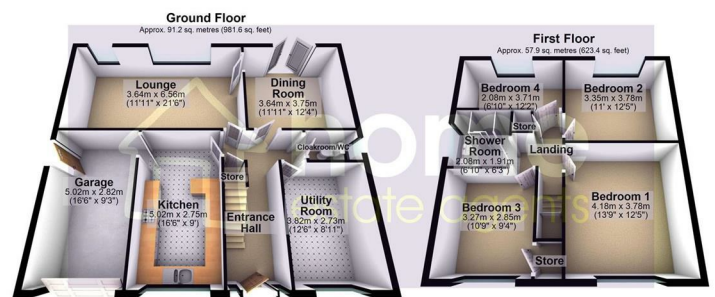 Ground Floor
Approx. 91.2 sq. metres (981.6 sq. feet)
Lounge
3.64m x 6.56m
(11'11" x 21'6")
Dining
Room
3.64m x 3.75m
(11'11" x 12'4")
Cloakroom/WC
Garage
5.02m x 2.82m
(16'6" x 9'3")
Kitchen
5.02m x 2.75m
(16'6" x 9')
Store
Entrance
Hall
Utility
Room
3.82m x 2.73m
(12'6" x 8'11")
First Floor
Approx. 57.9 sq. metres (623.4 sq. feet)
Bedroom 4
2.08m x 3.71m
(6'10" x 12'2")
Bedroom 2
3.35m x 3.78m
(11' x 12'5")
Store
Shower
Room
2.08m x 1.91m
(6'10" x 6'3")
Landing
Bedroom 3
3.27m x 2.85m
(10'9" x 9'4")
Bedroom 1
4.18m x 3.78m
(13'9" x 12'5")
Store
home
estate agents